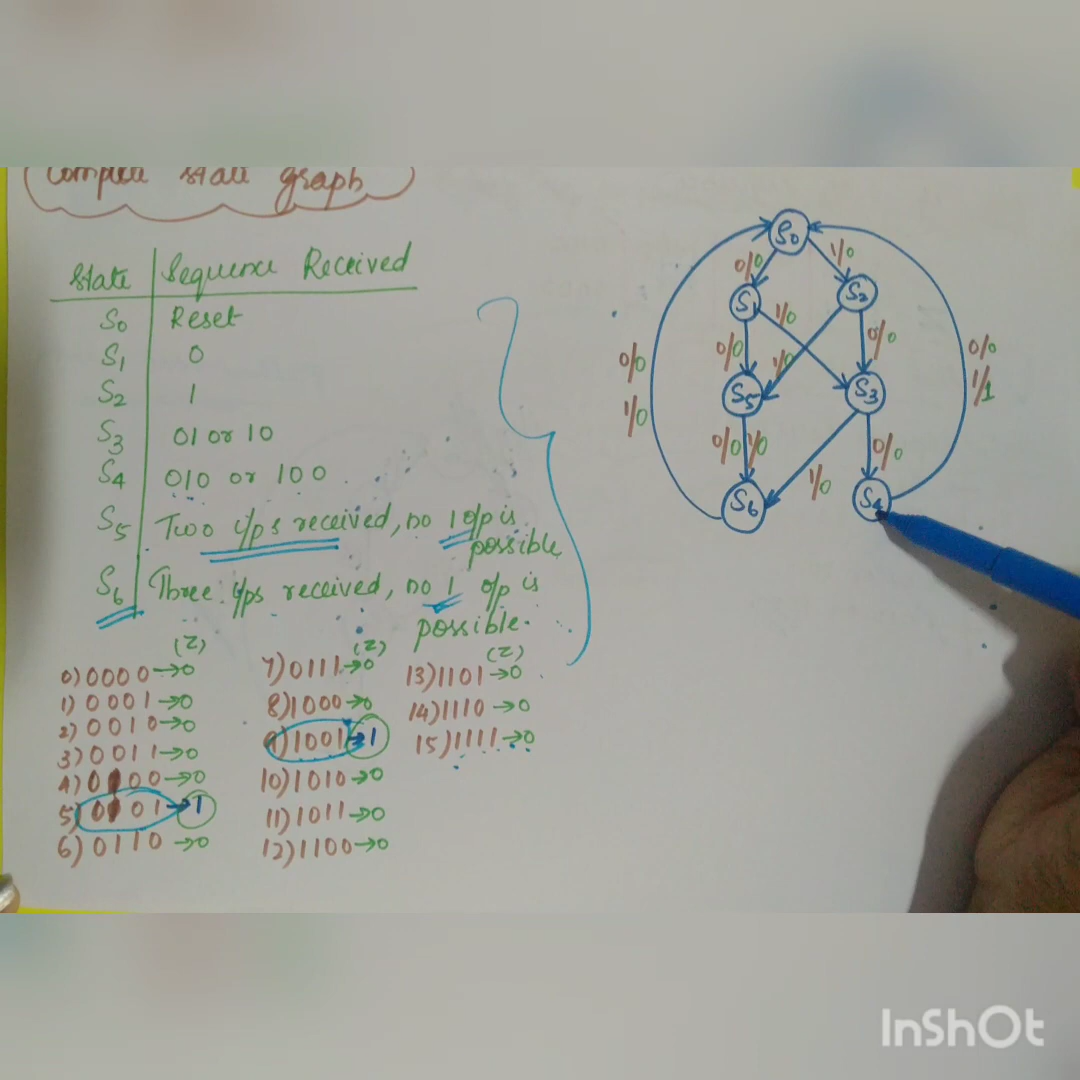 Complete state graph
State | Sequence Received
S0 | Reset
S1 | 0
S2 | 1
S3 | 01 or 10
S4 | 010 or 100
S5 | Two i/ps received, no 1 o/p is
possible
S6 | Three i/ps received, no 1 o/p is
possible.
(Z)
0) 0000→0
1) 0001→0
2) 0010→0
3) 0011→0
4) 0100→0
5) 0101→1
6) 0110→0
(Z)
7) 0111→0
8) 1000→0
9) 1001→1
10) 1010→0
11) 1011→0
12) 1100→0
(Z)
13) 1101→0
14) 1110→0
15) 1111→0
S0
0/0 1/0
S1 S2
1/0
0/0 1/0 0/0
0/0 0/0
1/0 1/1
S5 S3
0/0 1/0 0/0
1/0
S6 S4
InShOt